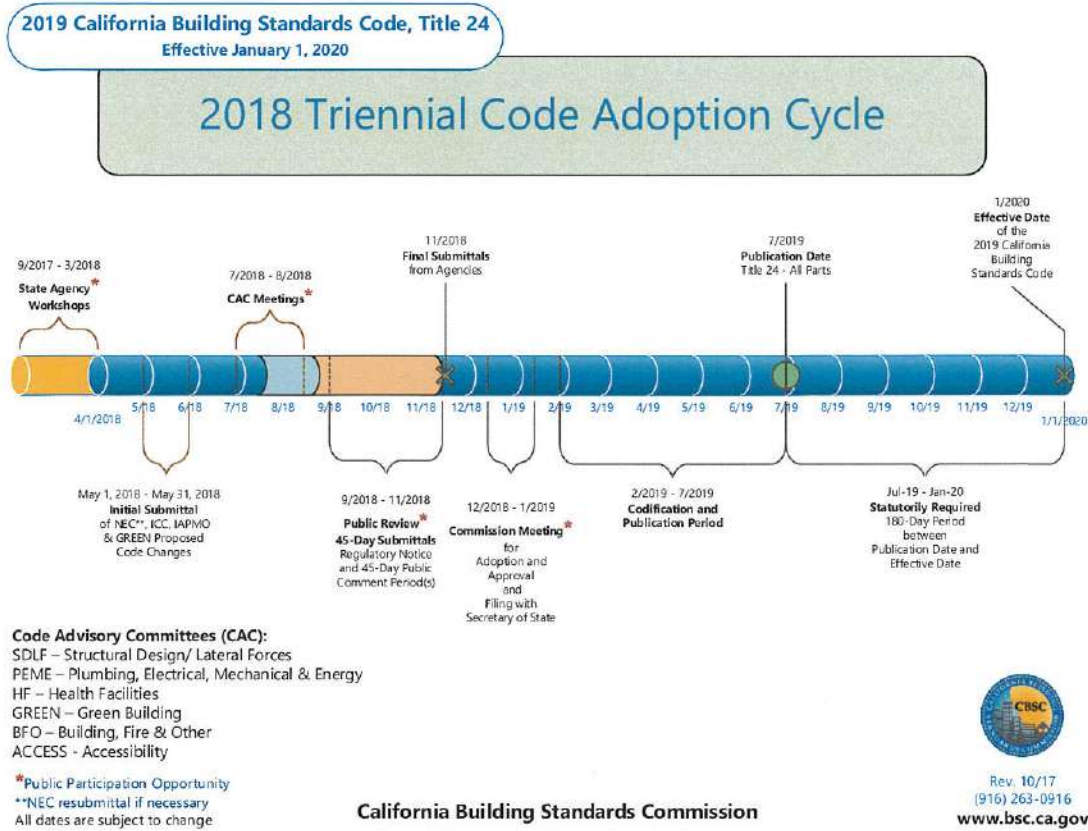 2019 California Building Standards Code, Title 24
Effective January 1, 2020
2018 Triennial Code Adoption Cycle
9/2017 - 3/2018
State Agency*
Workshops
7/2018 - 8/2018
CAC Meetings*
11/2018
Final Submittals
from Agencies
7/2019
Publication Date
Title 24 - All Parts
1/2020
Effective Date
of the
2019 California
Building
Standards Code
4/1/2018
5/18
6/18
7/18
8/18
9/18
10/18
11/18
12/18
1/19
2/19
3/19
4/19
5/19
6/19
7/19
8/19
9/19
10/19
11/19
12/19
1/1/2020
May 1, 2018 - May 31, 2018
Initial Submittal
of NEC**, ICC, IAPMO
& GREEN Proposed
Code Changes
9/2018 - 11/2018
Public Review*
45-Day Submittals
Regulatory Notice
and 45-Day Public
Comment Period(s)
12/2018 - 1/2019
Commission Meeting*
for
Adoption and
Approval
and
Filing with
Secretary of State
2/2019 - 7/2019
Codification and
Publication Period
Jul-19 - Jan-20
Statutorily Required
180-Day Period
between
Publication Date and
Effective Date
Code Advisory Committees (CAC):
SDLF – Structural Design/ Lateral Forces
PEME – Plumbing, Electrical, Mechanical & Energy
HF – Health Facilities
GREEN – Green Building
BFO – Building, Fire & Other
ACCESS - Accessibility
*Public Participation Opportunity
**NEC resubmittal if necessary
All dates are subject to change
California Building Standards Commission
CBSC
Rev. 10/17
(916) 263-0916
www.bsc.ca.gov